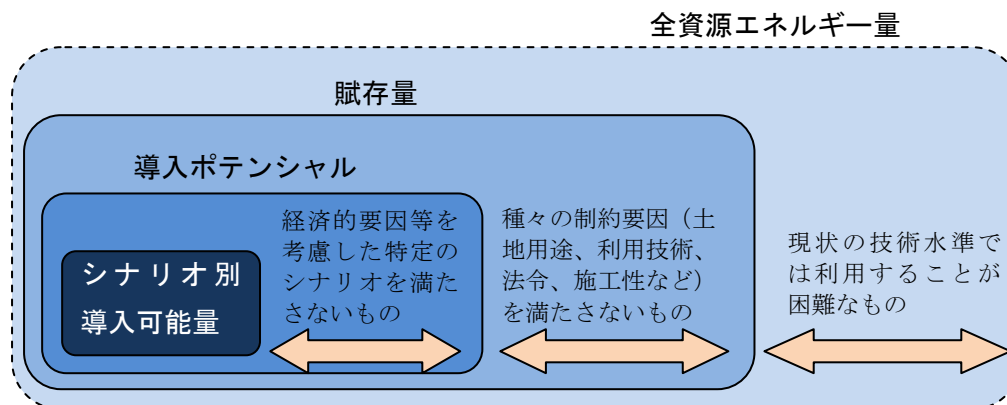 全資源エネルギー量
賦存量
導入ポテンシャル
シナリオ別
導入可能量
経済的要因等を
考慮した特定の
シナリオを満た
さないもの
種々の制約要因（土
地用途、利用技術、
法令、施工性など）
を満たさないもの
現状の技術水準で
は利用することが
困難なもの